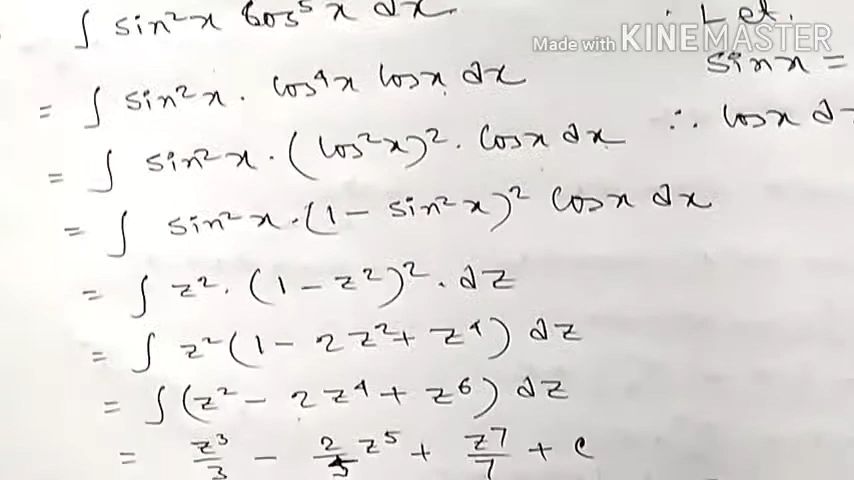 ∫ sin²x cos⁵x dx. Let,
Made with KINEMASTER
= ∫ sin²x · cos⁴x cosx dx sinx =
= ∫ sin²x · (cos²x)² · cosx dx ∴ cosx d
= ∫ sin²x · (1 - sin²x)² cosx dx
= ∫ z² · (1 - z²)² · dz
= ∫ z² (1 - 2z² + z⁴) dz
= ∫ (z² - 2z⁴ + z⁶) dz
= z³/3 - 2/5 z⁵ + z⁷/7 + c